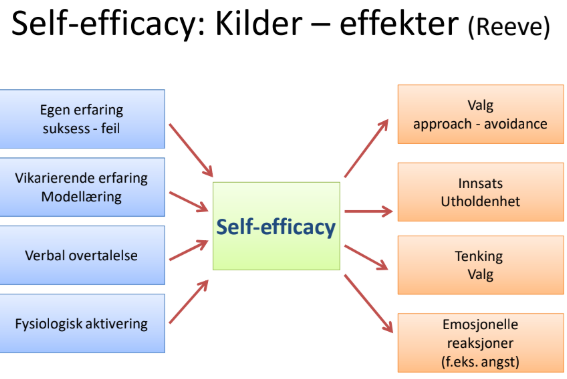 Self-efficacy: Kilder – effekter (Reeve)
Egen erfaring
suksess - feil
Vikarierende erfaring
Modellæring
Verbal overtalelse
Fysiologisk aktivering
Self-efficacy
Valg
approach - avoidance
Innsats
Utholdenhet
Tenking
Valg
Emosjonelle
reaksjoner
(f.eks. angst)